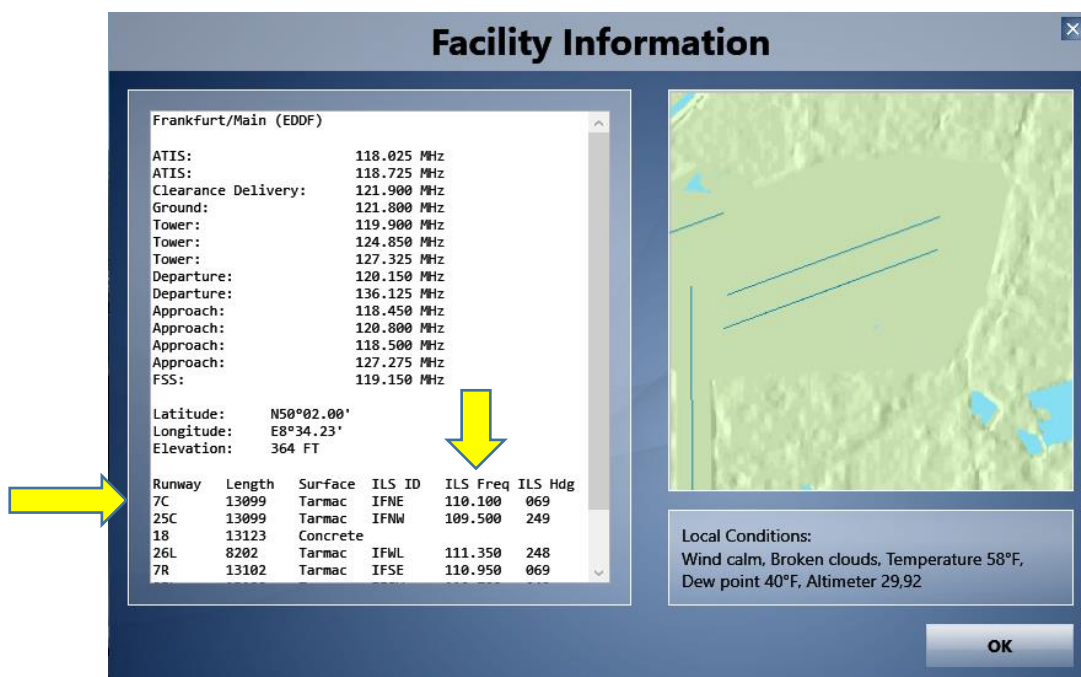 Facility Information
Frankfurt/Main (EDDF)
ATIS: 118.025 MHz
ATIS: 118.725 MHz
Clearance Delivery: 121.900 MHz
Ground: 121.800 MHz
Tower: 119.900 MHz
Tower: 124.850 MHz
Tower: 127.325 MHz
Departure: 120.150 MHz
Departure: 136.125 MHz
Approach: 118.450 MHz
Approach: 120.800 MHz
Approach: 118.500 MHz
Approach: 127.275 MHz
FSS: 119.150 MHz
Latitude: N50°02.00'
Longitude: E8°34.23'
Elevation: 364 FT
Runway Length Surface ILS ID ILS Freq ILS Hdg
7C 13099 Tarmac IFNE 110.100 069
25C 13099 Tarmac IFNW 109.500 249
18 13123 Concrete
26L 8202 Tarmac IFWL 111.350 248
7R 13102 Tarmac IFSE 110.950 069
Local Conditions:
Wind calm, Broken clouds, Temperature 58°F,
Dew point 40°F, Altimeter 29,92
OK